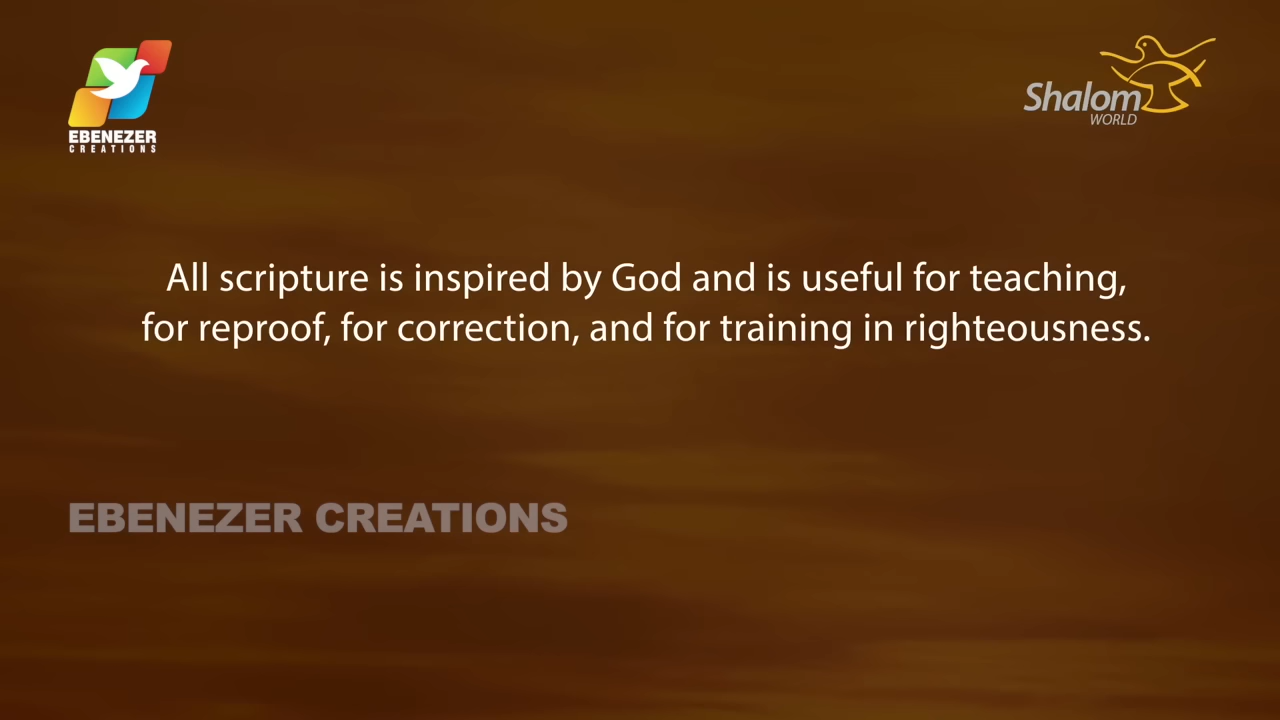 EBENEZER
CREATIONS
Shalom
WORLD
All scripture is inspired by God and is useful for teaching,
for reproof, for correction, and for training in righteousness.
EBENEZER CREATIONS